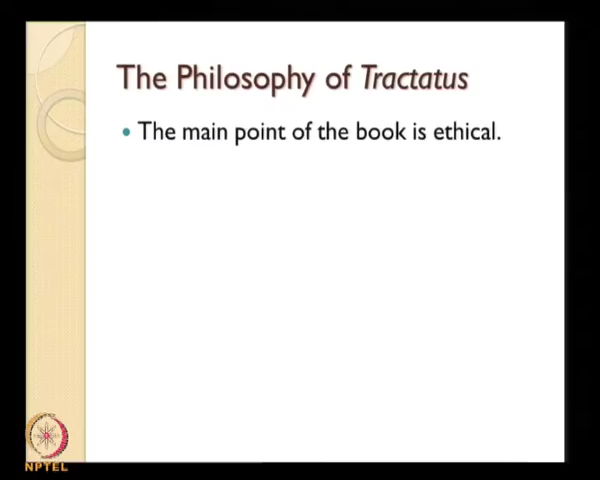 The Philosophy of Tractatus
• The main point of the book is ethical.
NPTEL